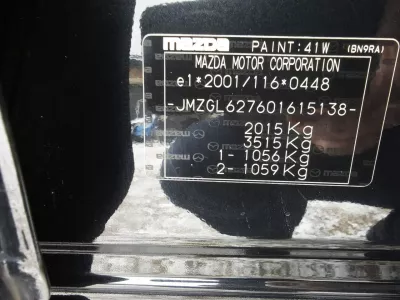 mazda PAINT:41W (BN9RA)
MAZDA MOTOR CORPORATION
e1*2001/116*0448
-JMZGL627601615138-
2015Kg
3515Kg
1- 1056Kg
2- 1059Kg